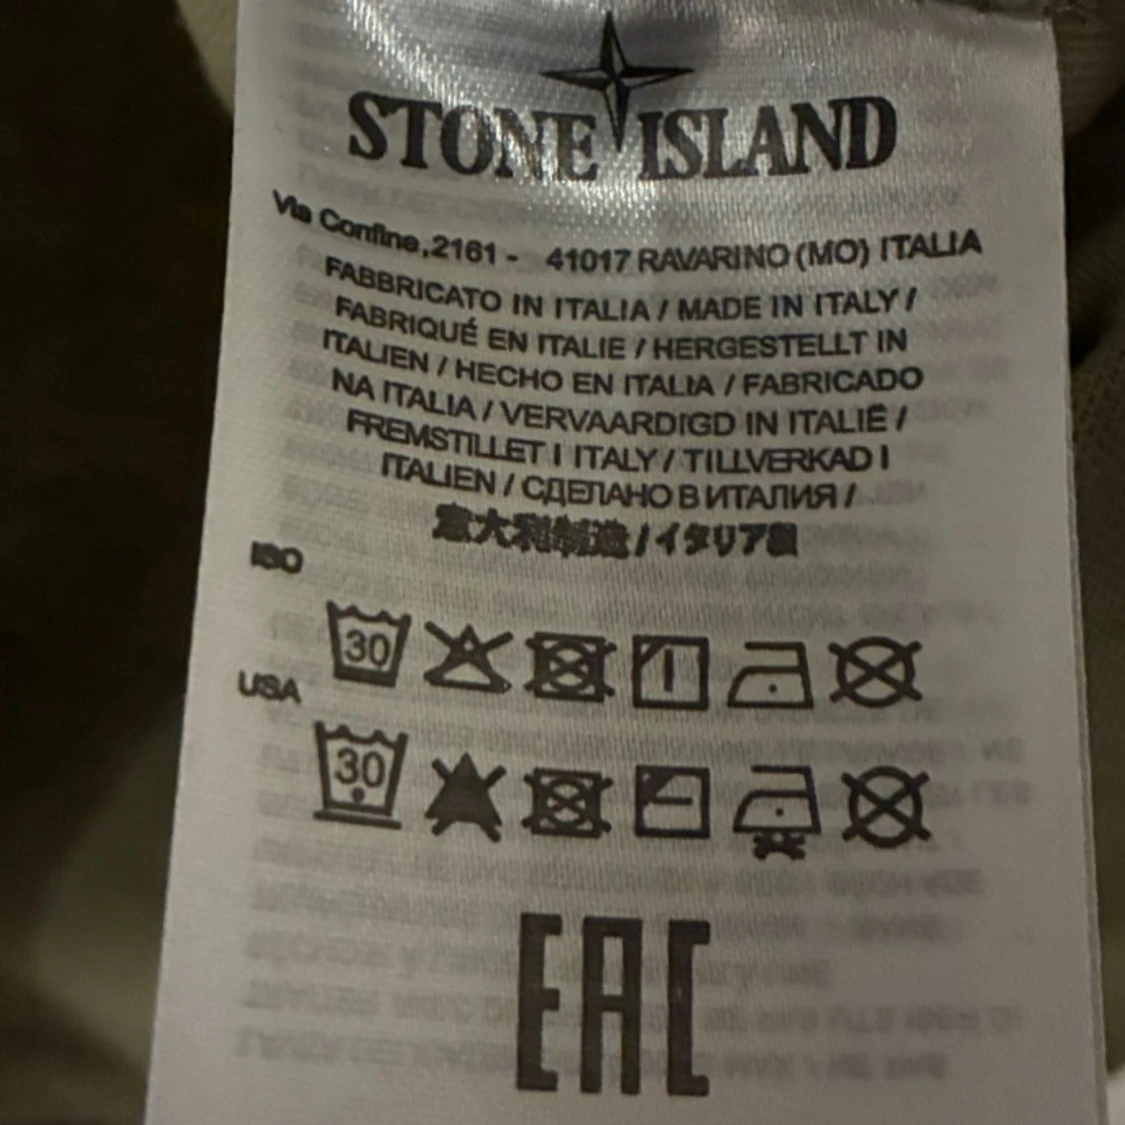 STONE ISLAND
Via Confine,2161 - 41017 RAVARINO (MO) ITALIA
FABBRICATO IN ITALIA / MADE IN ITALY /
FABRIQUÉ EN ITALIE / HERGESTELLT IN
ITALIEN / HECHO EN ITALIA / FABRICADO
NA ITALIA / VERVAARDIGD IN ITALIË /
FREMSTILLET I ITALY / TILLVERKAD I
ITALIEN / СДЕЛАНО В ИТАЛИЯ /
意大利制造 / イタリア製
ISO
30
USA
30
EAC